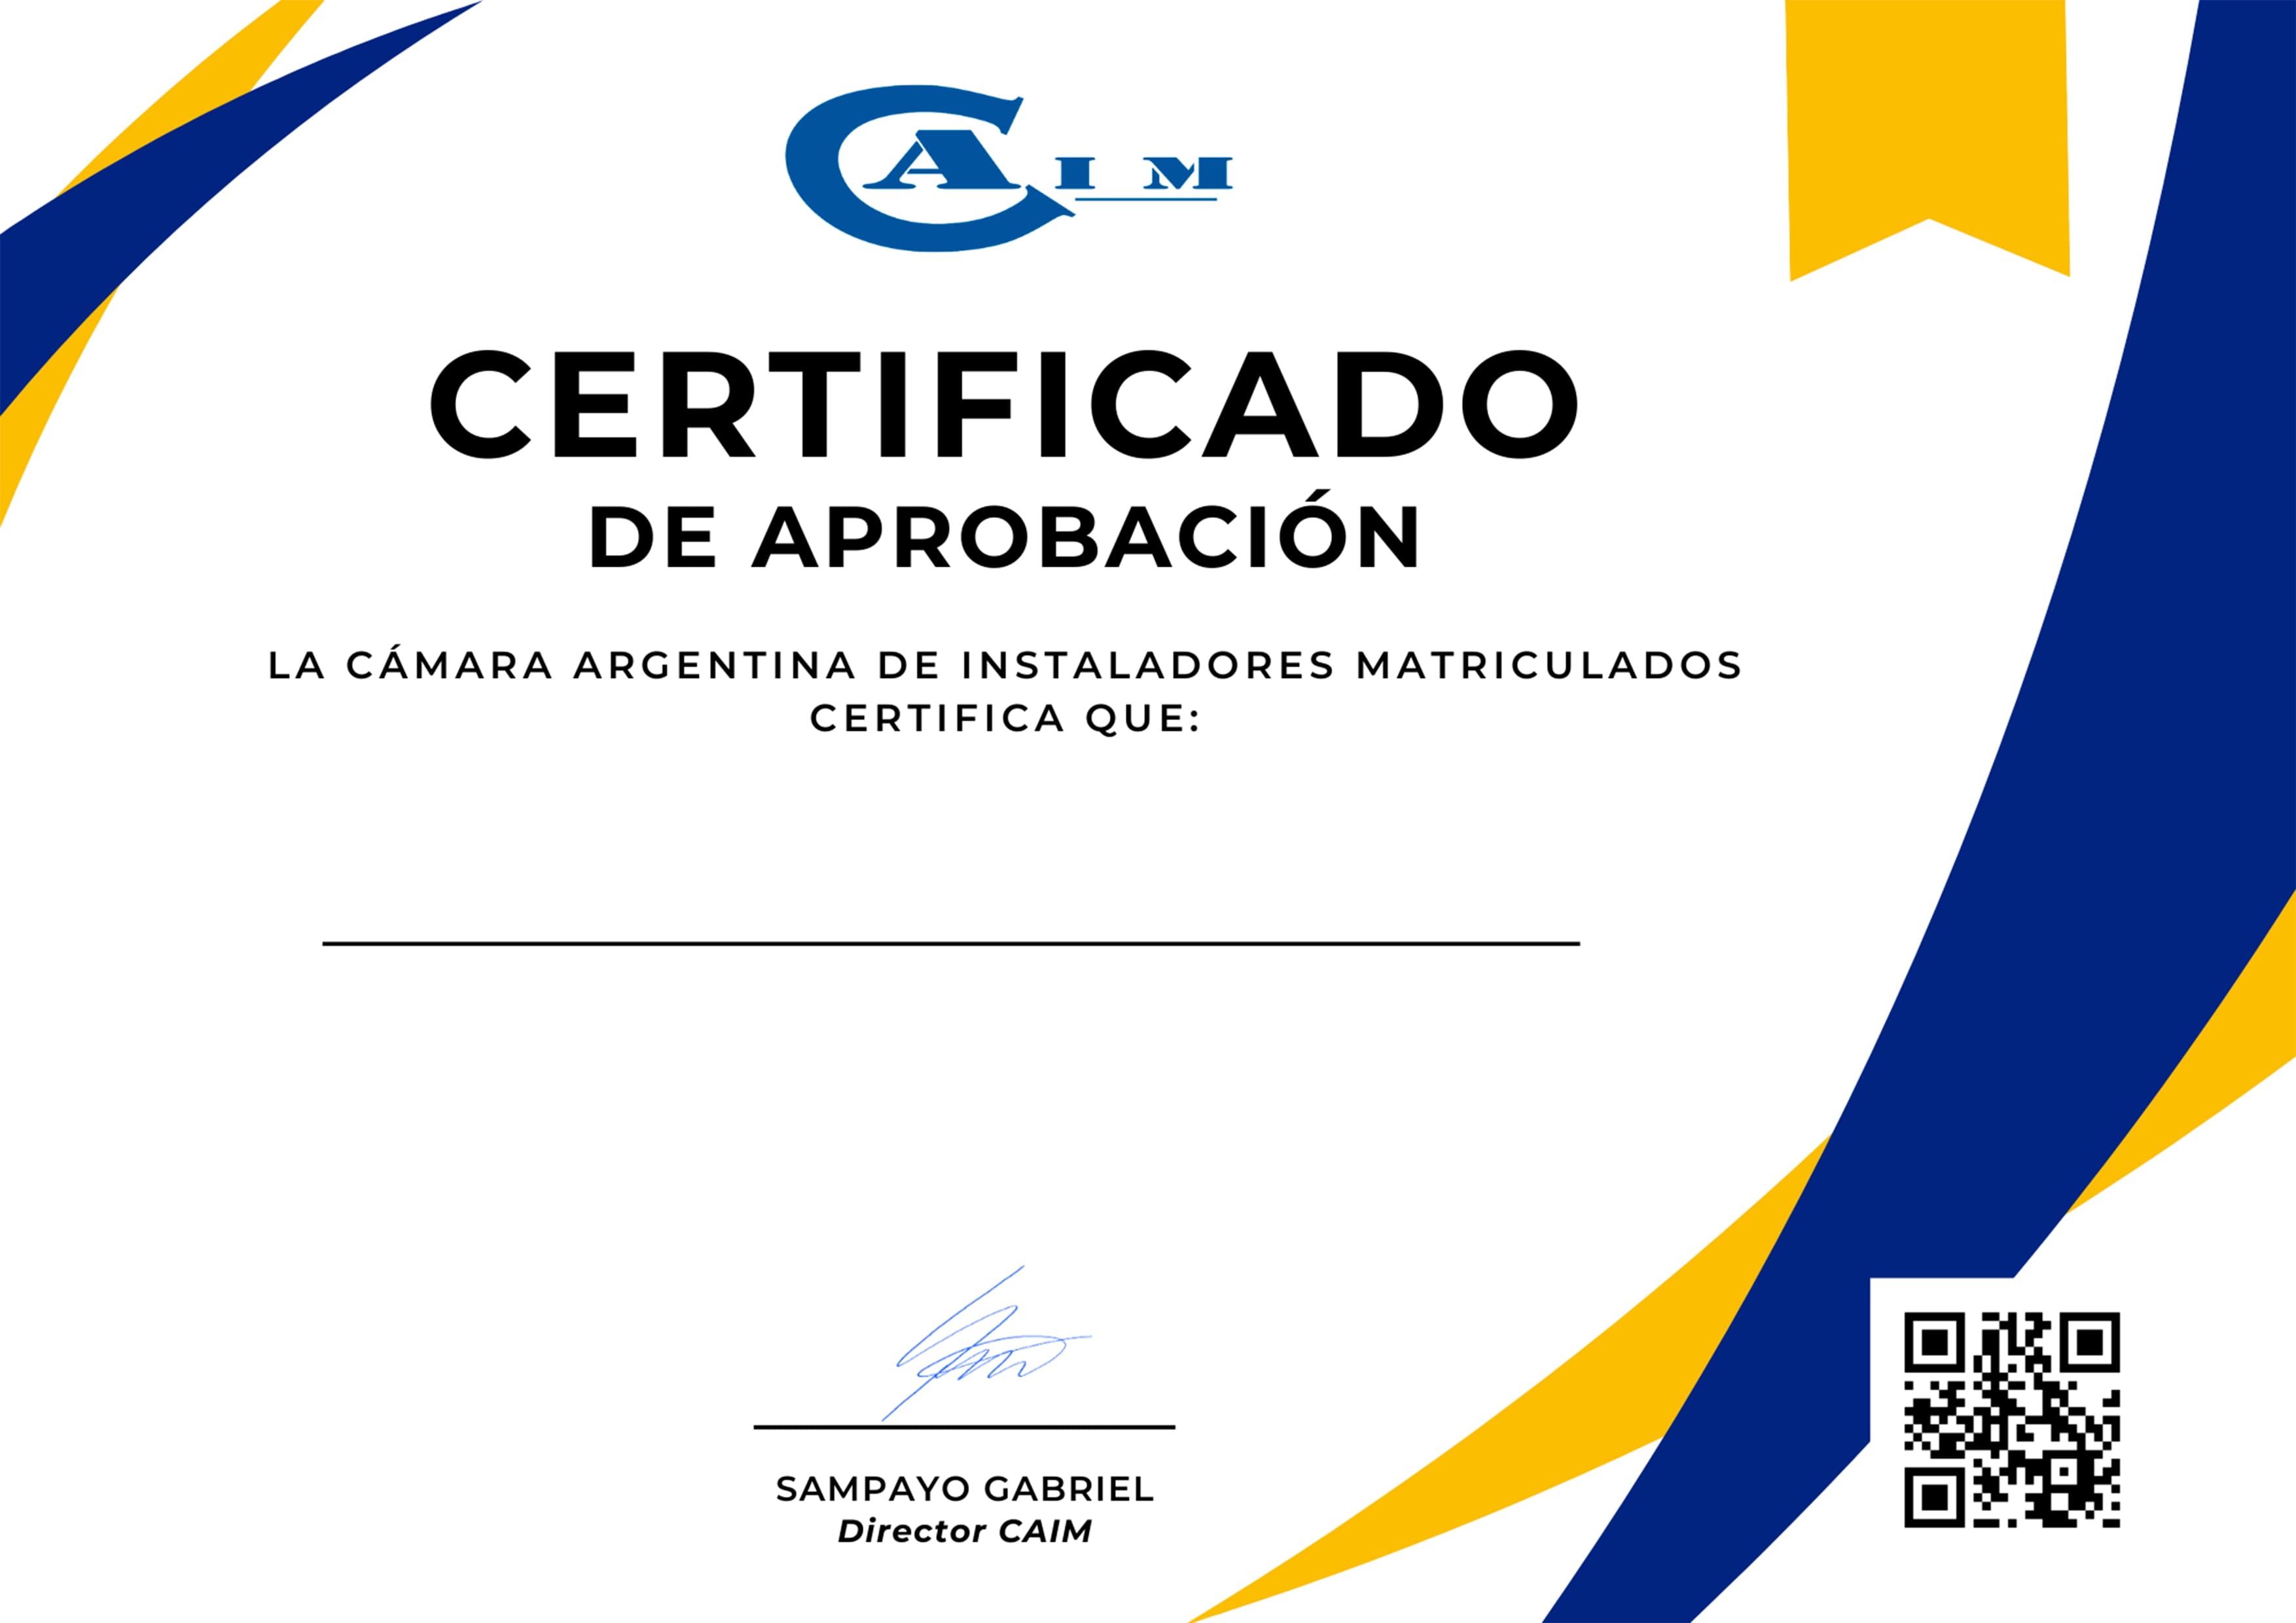 CAIM
CERTIFICADO
DE APROBACIÓN
LA CÁMARA ARGENTINA DE INSTALADORES MATRICULADOS
CERTIFICA QUE:
SAMPAYO GABRIEL
Director CAIM